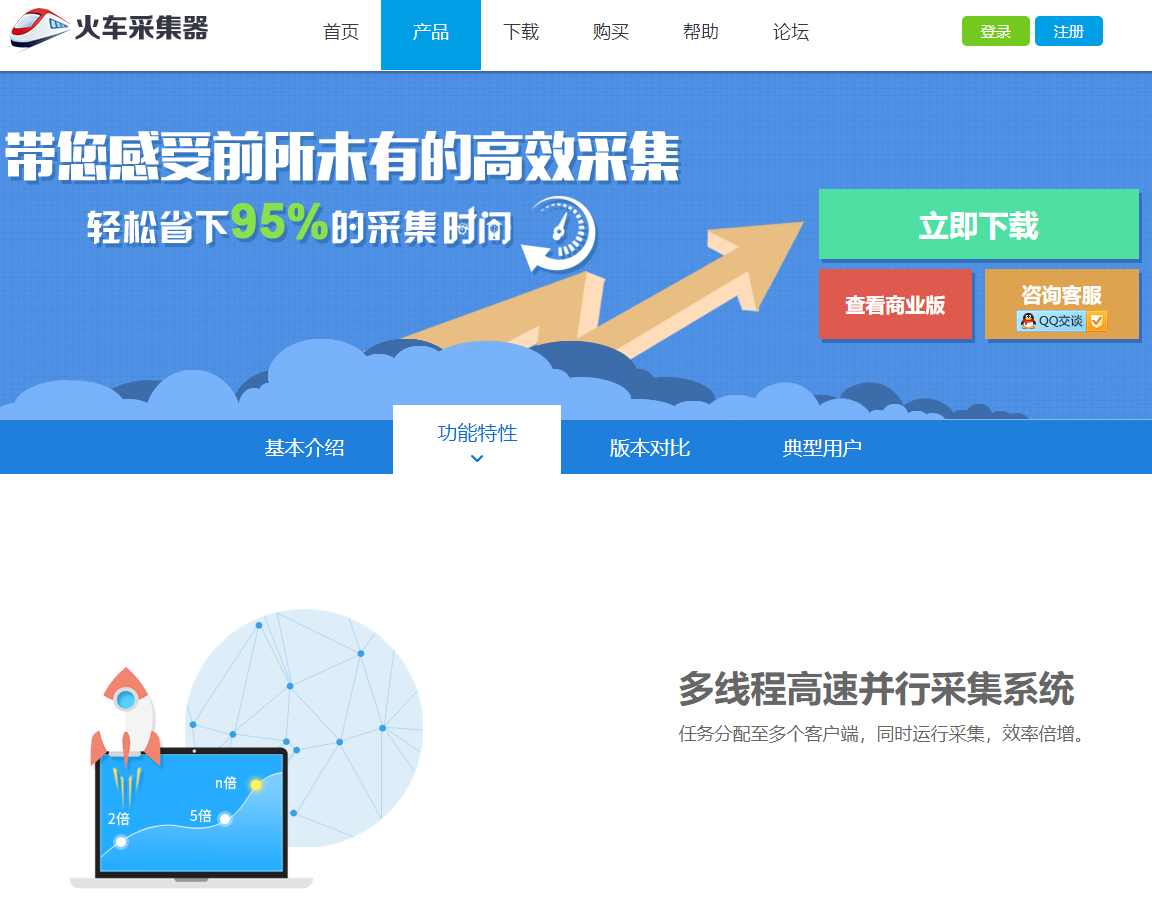 火车采集器
首页 产品 下载 购买 帮助 论坛
登录 注册
带您感受前所未有的高效采集
轻松省下95%的采集时间
立即下载
查看商业版
咨询客服
QQ交谈
基本介绍 功能特性 版本对比 典型用户
多线程高速并行采集系统
任务分配至多个客户端，同时运行采集，效率倍增。
n倍
5倍
2倍